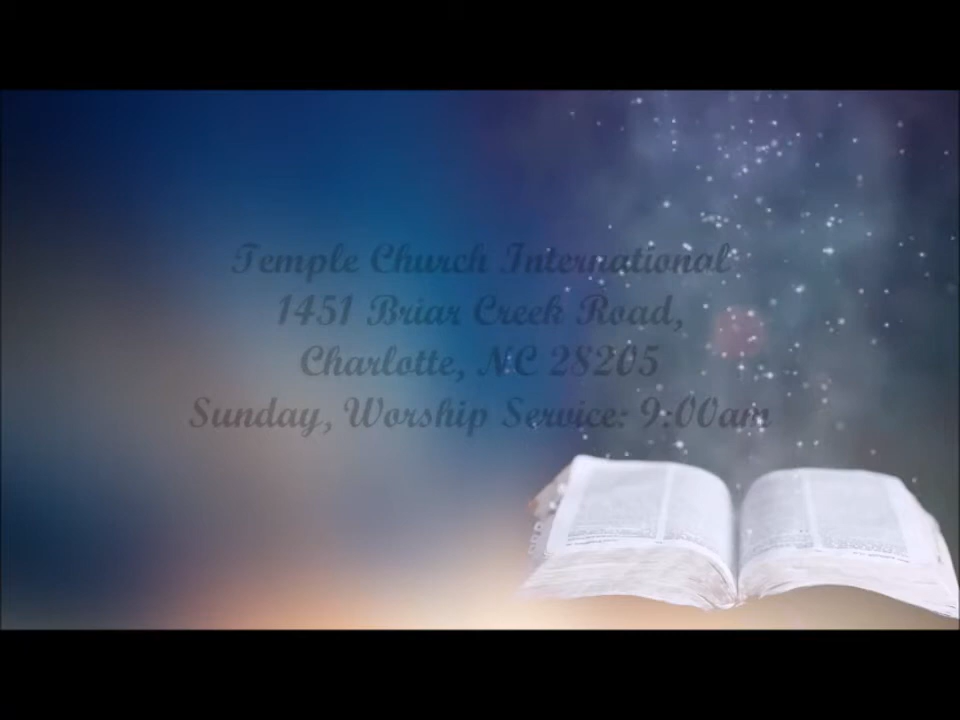 Temple Church International
1451 Briar Creek Road,
Charlotte, NC 28205
Sunday, Worship Service: 9:00am